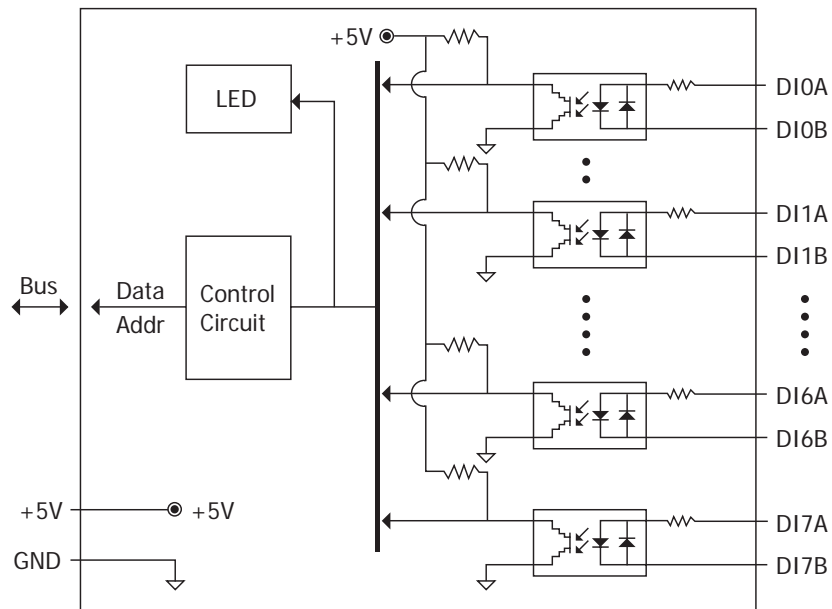 +5V
LED
DI0A
DI0B
DI1A
DI1B
Bus
Data
Addr
Control
Circuit
DI6A
DI6B
+5V
+5V
DI7A
GND
DI7B